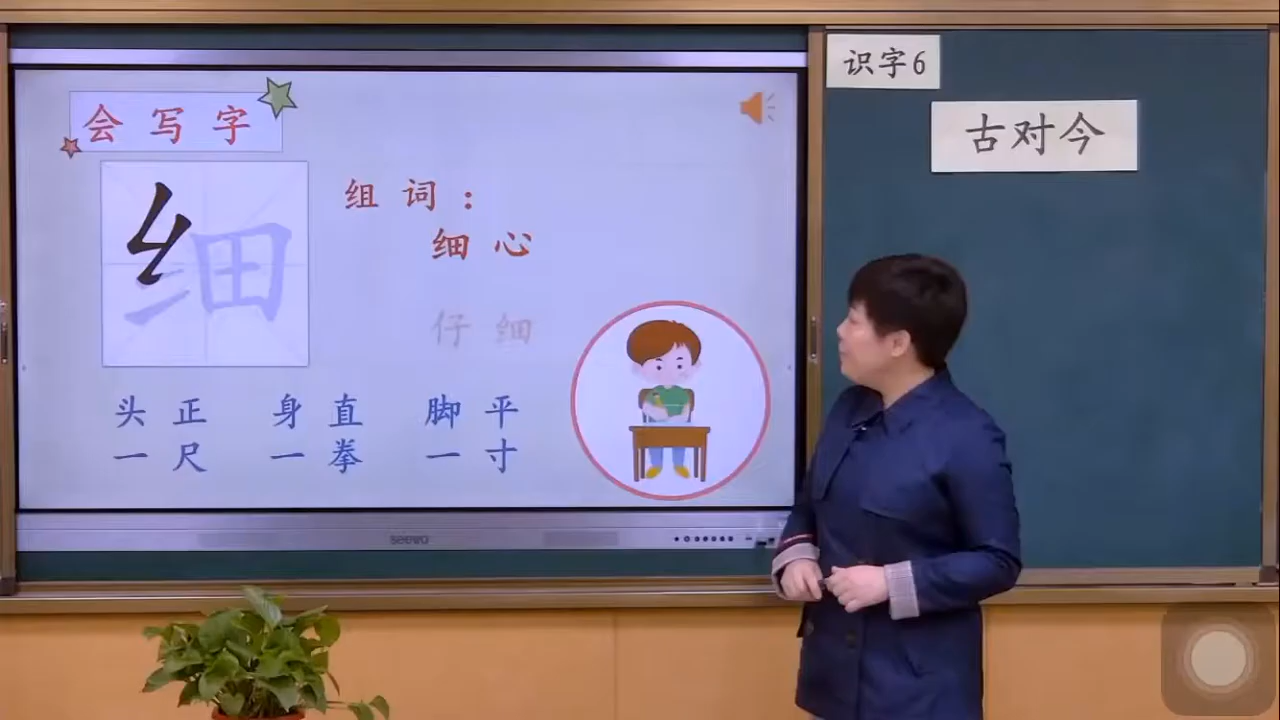 会写字
细
组词：
细心
仔细
头正 身直 脚平
一尺 一拳 一寸
seewo
识字6
古对今